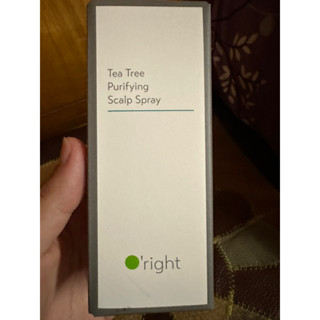 Tea Tree
Purifying
Scalp Spray
O'right